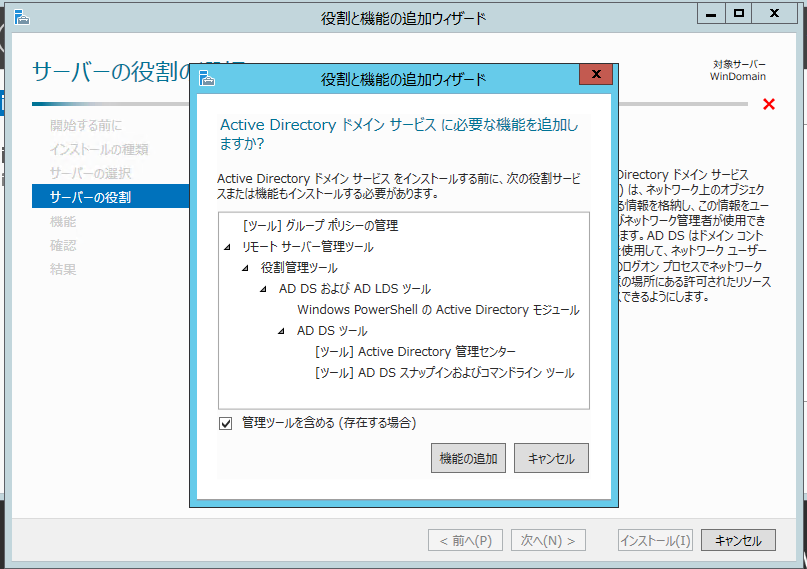 役割と機能の追加ウィザード
サーバーの役割の
対象サーバー
WinDomain
開始する前に
インストールの種類
サーバーの選択
サーバーの役割
機能
確認
結果
役割と機能の追加ウィザード
Active Directory ドメイン サービス に必要な機能を追加し
ますか?
Active Directory ドメイン サービス をインストールする前に、次の役割サービ
スまたは機能もインストールする必要があります。
[ツール] グループ ポリシーの管理
リモート サーバー管理ツール
役割管理ツール
AD DS および AD LDS ツール
Windows PowerShell の Active Directory モジュール
AD DS ツール
[ツール] Active Directory 管理センター
[ツール] AD DS スナップインおよびコマンドライン ツール
管理ツールを含める (存在する場合)
機能の追加
キャンセル
Directory ドメイン サービス
) は、ネットワーク上のオブジェク
る情報を格納し、この情報をユー
びネットワーク管理者が使用でき
ます。AD DS はドメイン コント
を使用して、ネットワーク ユーザー
のログオン プロセスでネットワーク
の場所にある許可されたリソース
できるようにします。
< 前へ(P)
次へ(N) >
インストール(I)
キャンセル